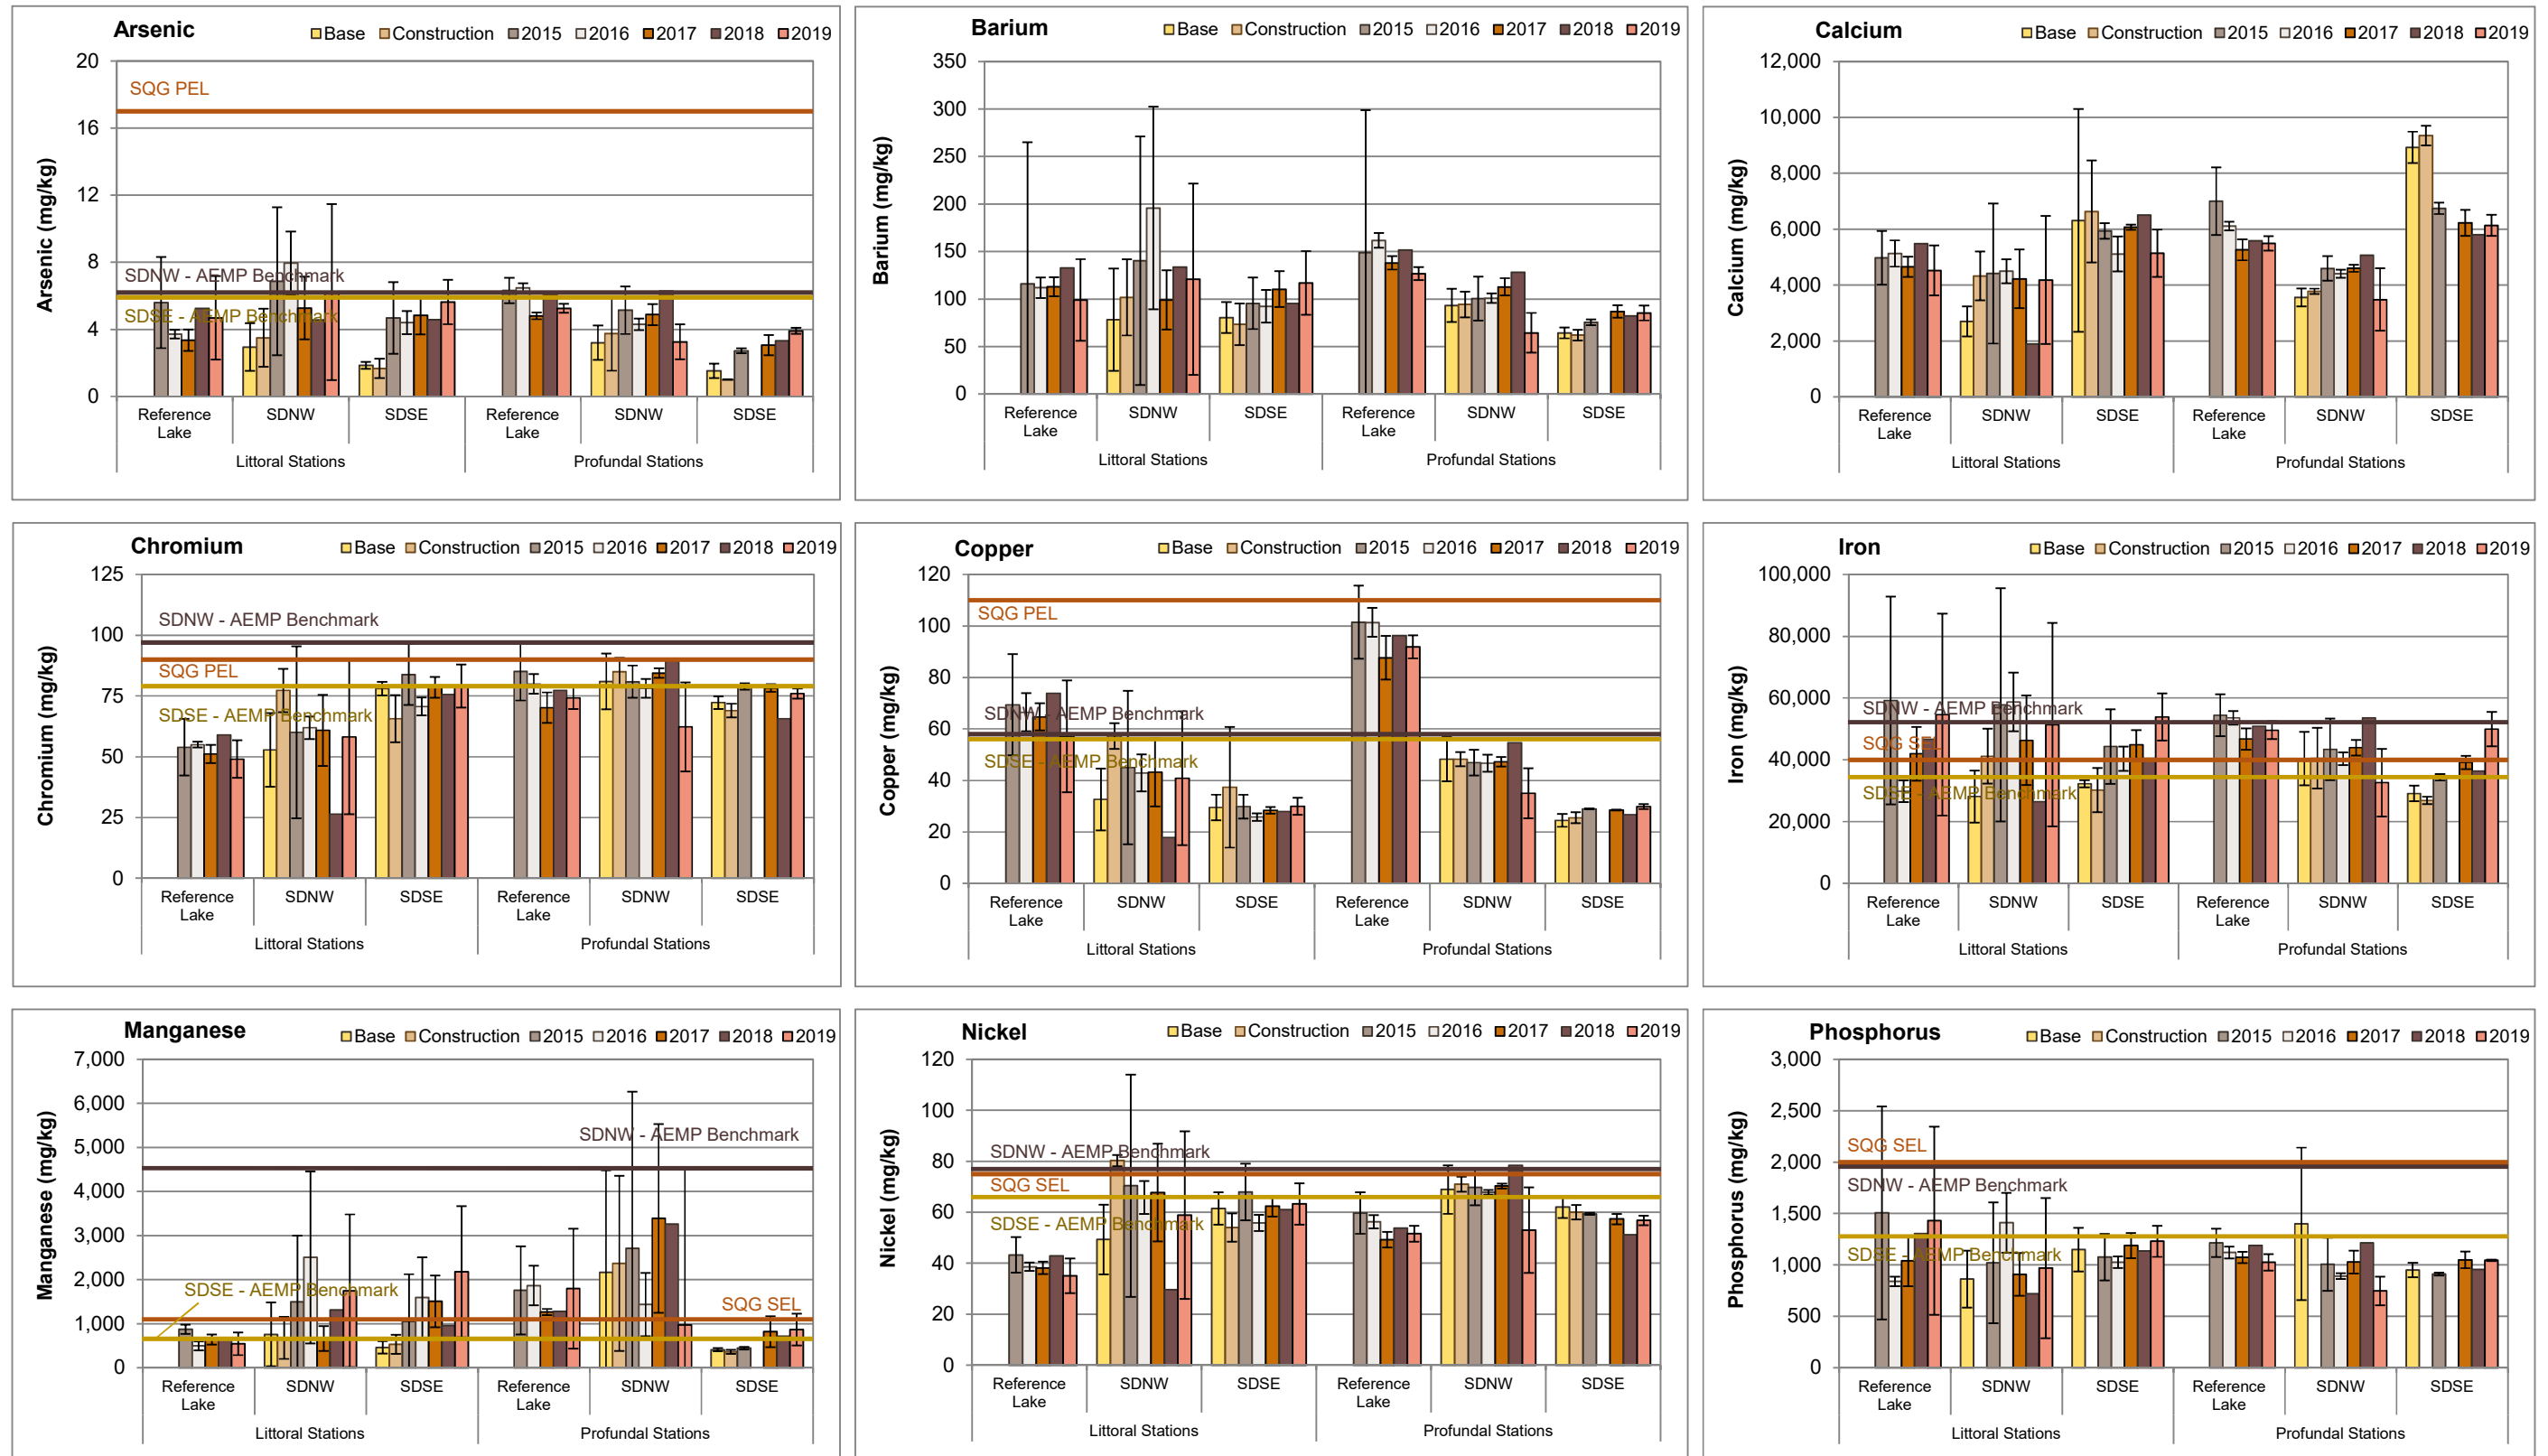 Arsenic
Base Construction 2015 2016 2017 2018 2019
Arsenic (mg/kg)
20
16
12
8
4
0
SQG PEL
SDNW - AEMP Benchmark
SDSE - AEMP Benchmark
Reference Lake SDNW SDSE Reference Lake SDNW SDSE
Littoral Stations Profundal Stations
Barium
Base Construction 2015 2016 2017 2018 2019
Barium (mg/kg)
350
300
250
200
150
100
50
0
Reference Lake SDNW SDSE Reference Lake SDNW SDSE
Littoral Stations Profundal Stations
Calcium
Base Construction 2015 2016 2017 2018 2019
Calcium (mg/kg)
12,000
10,000
8,000
6,000
4,000
2,000
0
Reference Lake SDNW SDSE Reference Lake SDNW SDSE
Littoral Stations Profundal Stations
Chromium
Base Construction 2015 2016 2017 2018 2019
Chromium (mg/kg)
125
100
75
50
25
0
SDNW - AEMP Benchmark
SQG PEL
SDSE - AEMP Benchmark
Reference Lake SDNW SDSE Reference Lake SDNW SDSE
Littoral Stations Profundal Stations
Copper
Base Construction 2015 2016 2017 2018 2019
Copper (mg/kg)
120
100
80
60
40
20
0
SQG PEL
SDNW - AEMP Benchmark
SDSE - AEMP Benchmark
Reference Lake SDNW SDSE Reference Lake SDNW SDSE
Littoral Stations Profundal Stations
Iron
Base Construction 2015 2016 2017 2018 2019
Iron (mg/kg)
100,000
80,000
60,000
40,000
20,000
0
SDNW - AEMP Benchmark
SQG SEL
SDSE - AEMP Benchmark
Reference Lake SDNW SDSE Reference Lake SDNW SDSE
Littoral Stations Profundal Stations
Manganese
Base Construction 2015 2016 2017 2018 2019
Manganese (mg/kg)
7,000
6,000
5,000
4,000
3,000
2,000
1,000
0
SDNW - AEMP Benchmark
SDSE - AEMP Benchmark
SQG SEL
Reference Lake SDNW SDSE Reference Lake SDNW SDSE
Littoral Stations Profundal Stations
Nickel
Base Construction 2015 2016 2017 2018 2019
Nickel (mg/kg)
120
100
80
60
40
20
0
SDNW - AEMP Benchmark
SQG SEL
SDSE - AEMP Benchmark
Reference Lake SDNW SDSE Reference Lake SDNW SDSE
Littoral Stations Profundal Stations
Phosphorus
Base Construction 2015 2016 2017 2018 2019
Phosphorus (mg/kg)
3,000
2,500
2,000
1,500
1,000
500
0
SQG SEL
SDNW - AEMP Benchmark
SDSE - AEMP Benchmark
Reference Lake SDNW SDSE Reference Lake SDNW SDSE
Littoral Stations Profundal Stations